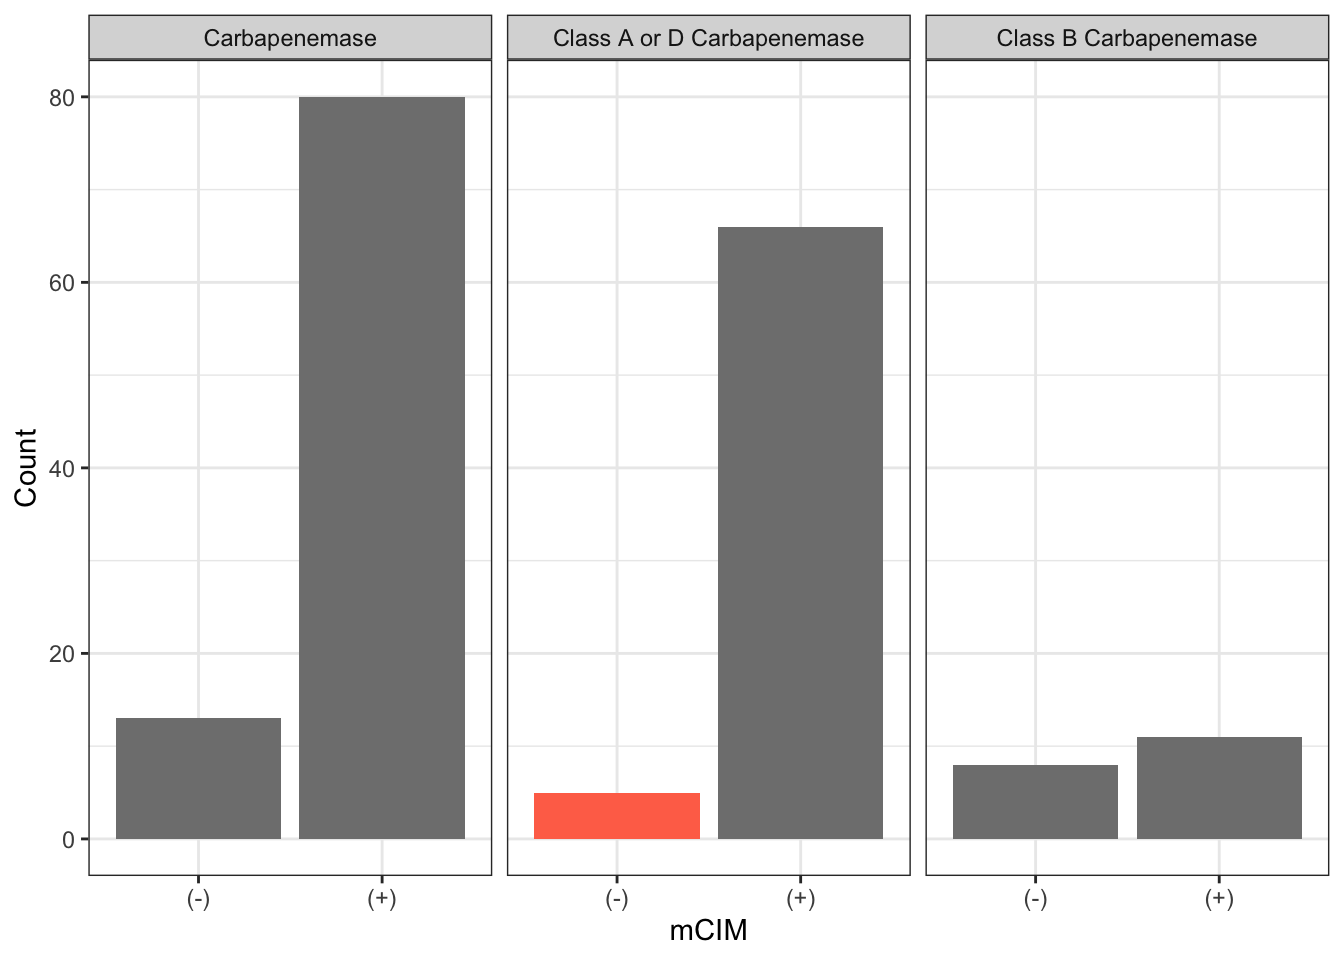 Carbapenemase
Class A or D Carbapenemase
Class B Carbapenemase
80
60
40
20
0
Count
(-)
(+)
(-)
(+)
(-)
(+)
mCIM